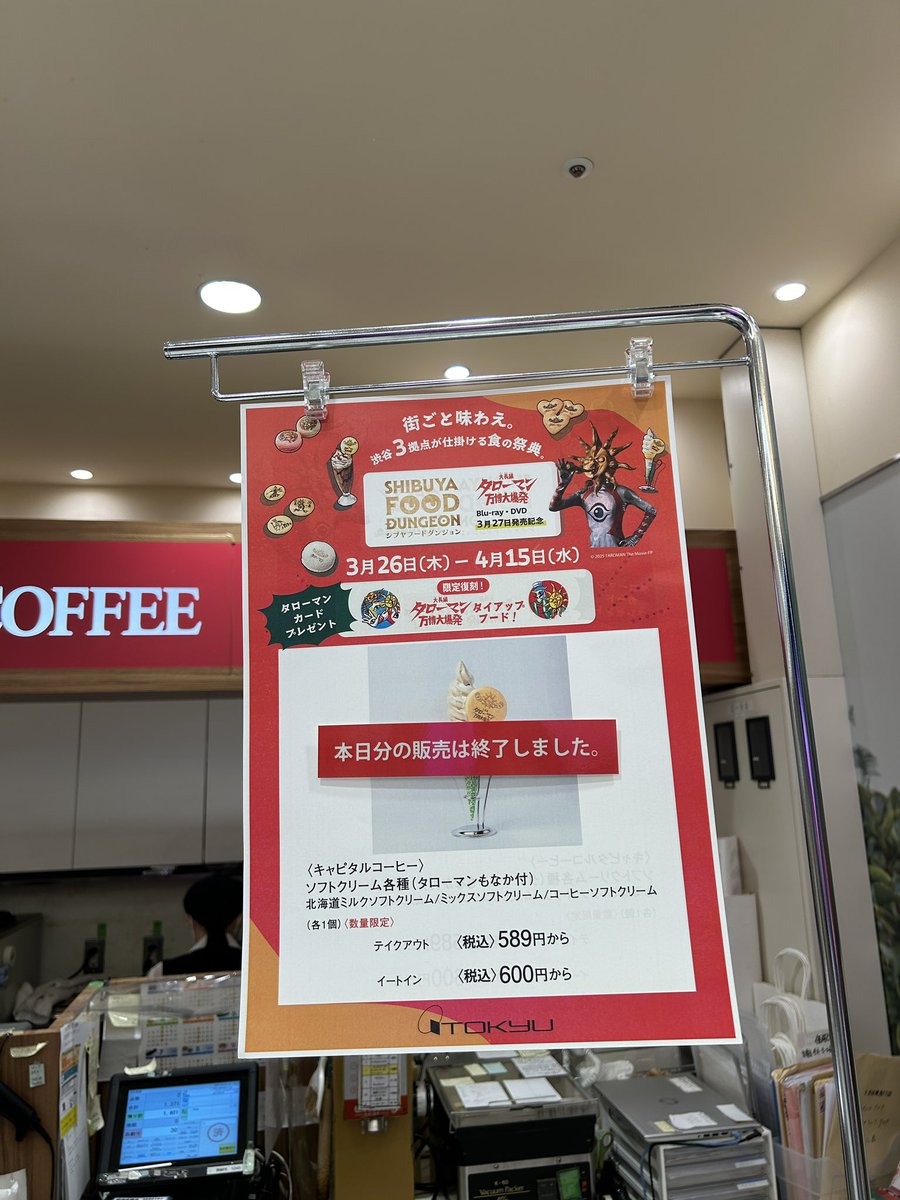 街ごと味わえ。
渋谷3拠点が仕掛ける食の祭典。
SHIBUYA
FOOD
DUNGEON
シブヤフードダンジョン
大長編
タローマン
万博大爆発
Blu-ray・DVD
3月27日発売記念
© 2025 TAROMAN The Movie FP
3月26日(木) – 4月15日(水)
タローマン
カード
プレゼント
限定復刻!
大長編
タローマン
万博大爆発
タイアップ
フード!
COFFEE
本日分の販売は終了しました。
〈キャピタルコーヒー〉
ソフトクリーム各種(タローマンもなか付)
北海道ミルクソフトクリーム/ミックスソフトクリーム/コーヒーソフトクリーム
(各1個)〈数量限定〉
テイクアウト 〈税込〉589円から
イートイン 〈税込〉600円から
TOKYU
Vacuum Packer